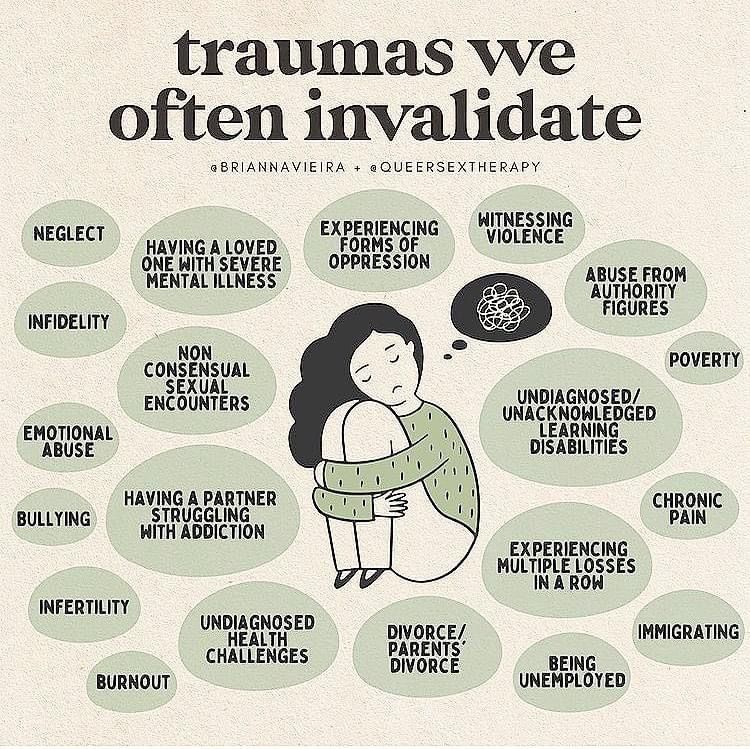 traumas we
often invalidate
@BRIANNAVIEIRA + @QUEERSEXTHERAPY
NEGLECT
HAVING A LOVED
ONE WITH SEVERE
MENTAL ILLNESS
EXPERIENCING
FORMS OF
OPPRESSION
WITNESSING
VIOLENCE
ABUSE FROM
AUTHORITY
FIGURES
INFIDELITY
NON
CONSENSUAL
SEXUAL
ENCOUNTERS
POVERTY
UNDIAGNOSED/
UNACKNOWLEDGED
LEARNING
DISABILITIES
EMOTIONAL
ABUSE
HAVING A PARTNER
STRUGGLING
WITH ADDICTION
BULLYING
CHRONIC
PAIN
EXPERIENCING
MULTIPLE LOSSES
IN A ROW
INFERTILITY
UNDIAGNOSED
HEALTH
CHALLENGES
DIVORCE/
PARENTS'
DIVORCE
IMMIGRATING
BURNOUT
BEING
UNEMPLOYED